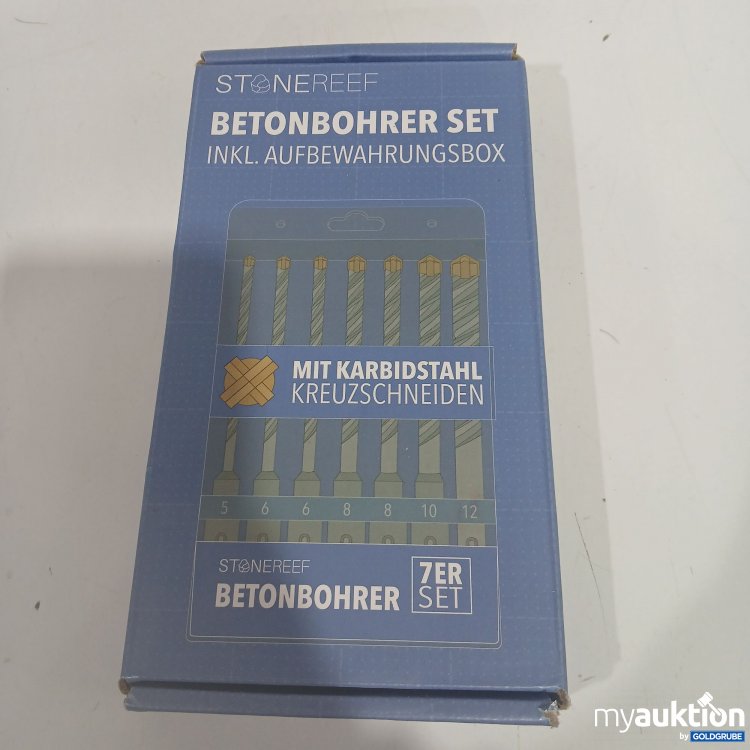 STONEREEF
BETONBOHRER SET
INKL. AUFBEWAHRUNGSBOX
MIT KARBIDSTAHL
KREUZSCHNEIDEN
5 6 6 8 8 10 12
STONEREEF
BETONBOHRER
7ER
SET
myauktion
by GOLDGRUBE